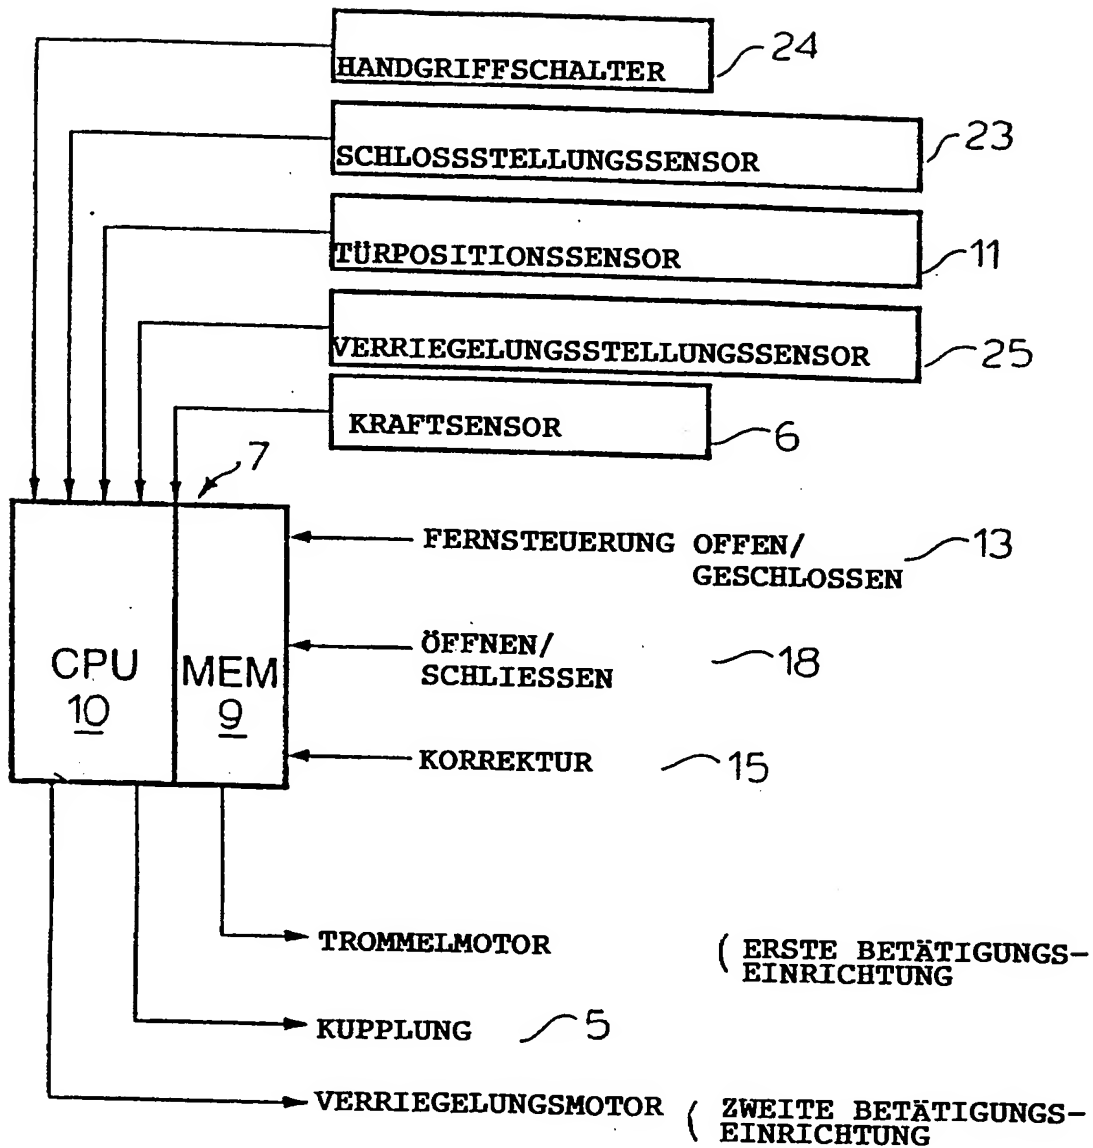 HANDGRIFFSCHALTER 24
SCHLOSSSTELLUNGSSENSOR 23
TÜRPOSITIONSSENSOR 11
VERRIEGELUNGSSTELLUNGSSENSOR 25
KRAFTSENSOR 6
7
FERNSTEUERUNG OFFEN/ 13
GESCHLOSSEN
ÖFFNEN/ 18
SCHLIESSEN
CPU MEM
10 9
KORREKTUR 15
TROMMELMOTOR ( ERSTE BETÄTIGUNGS-
EINRICHTUNG
KUPPLUNG 5
VERRIEGELUNGSMOTOR ( ZWEITE BETÄTIGUNGS-
EINRICHTUNG